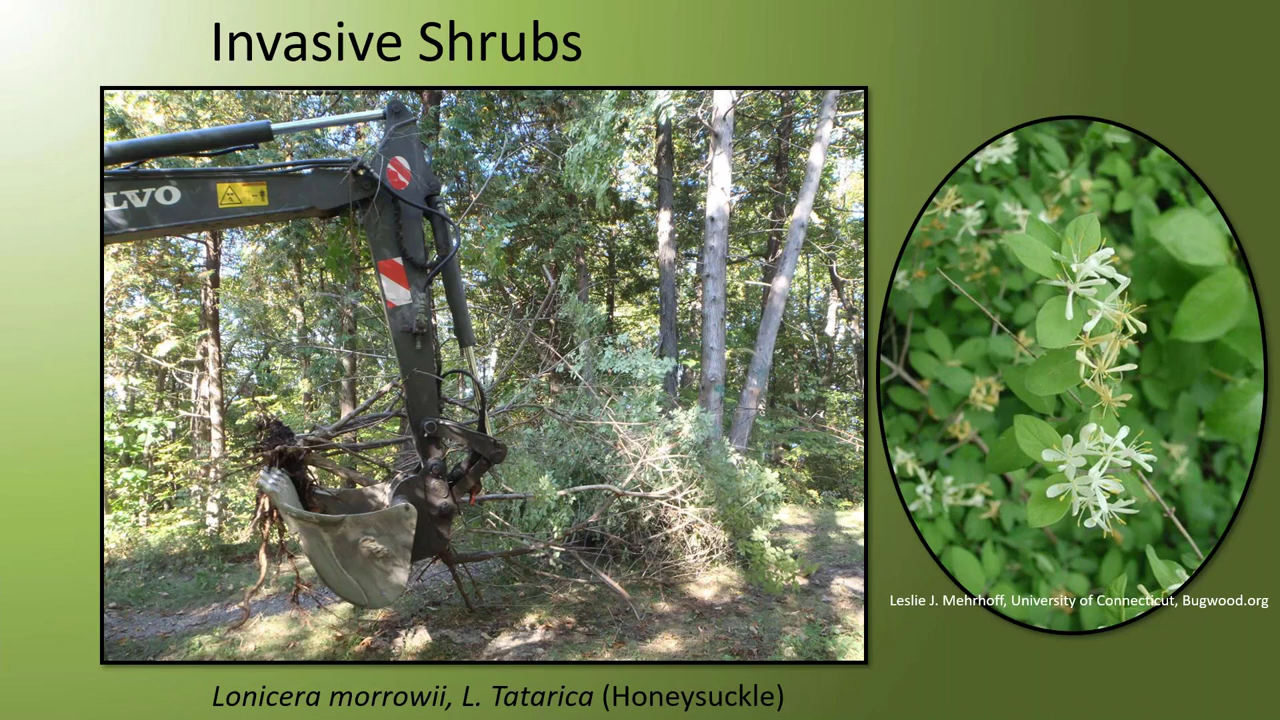 Invasive Shrubs
LVO
Leslie J. Mehrhoff, University of Connecticut, Bugwood.org
Lonicera morrowii, L. Tatarica (Honeysuckle)